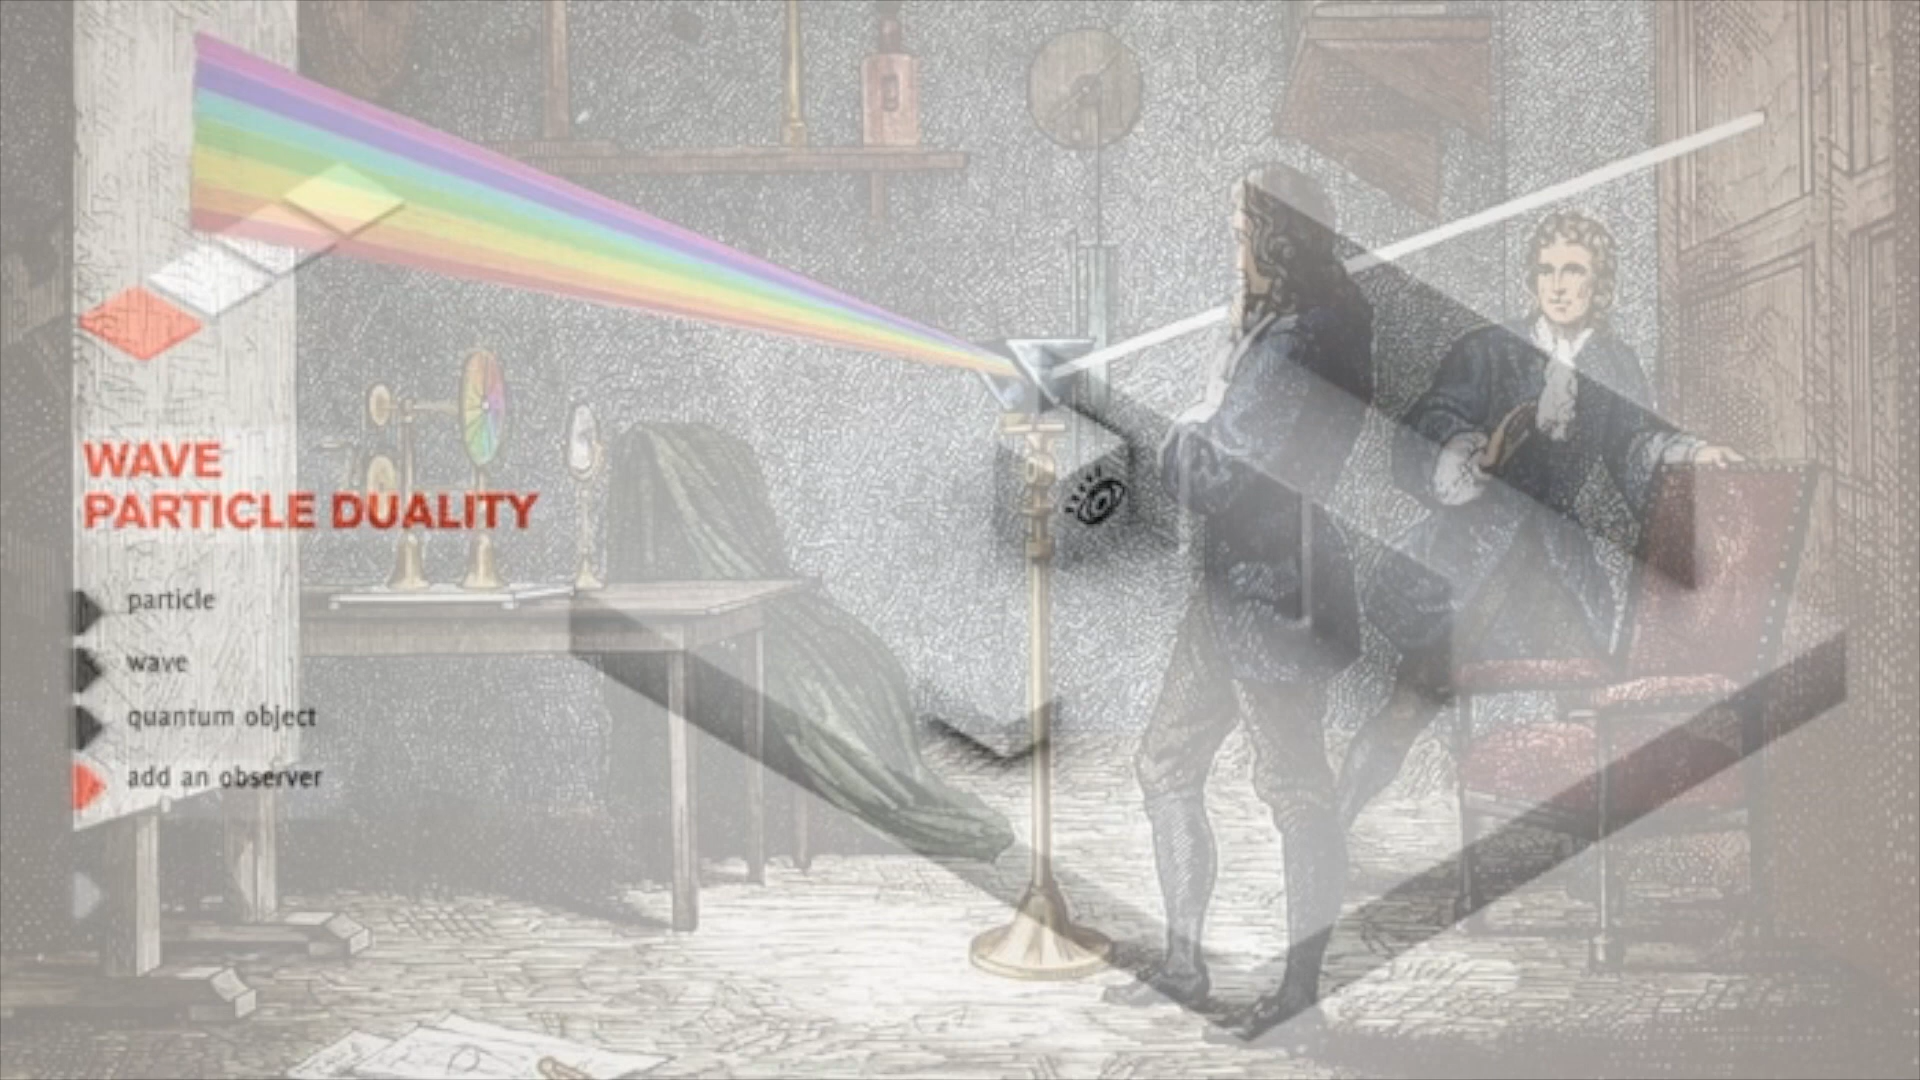 WAVE
PARTICLE DUALITY
particle
wave
quantum object
add an observer